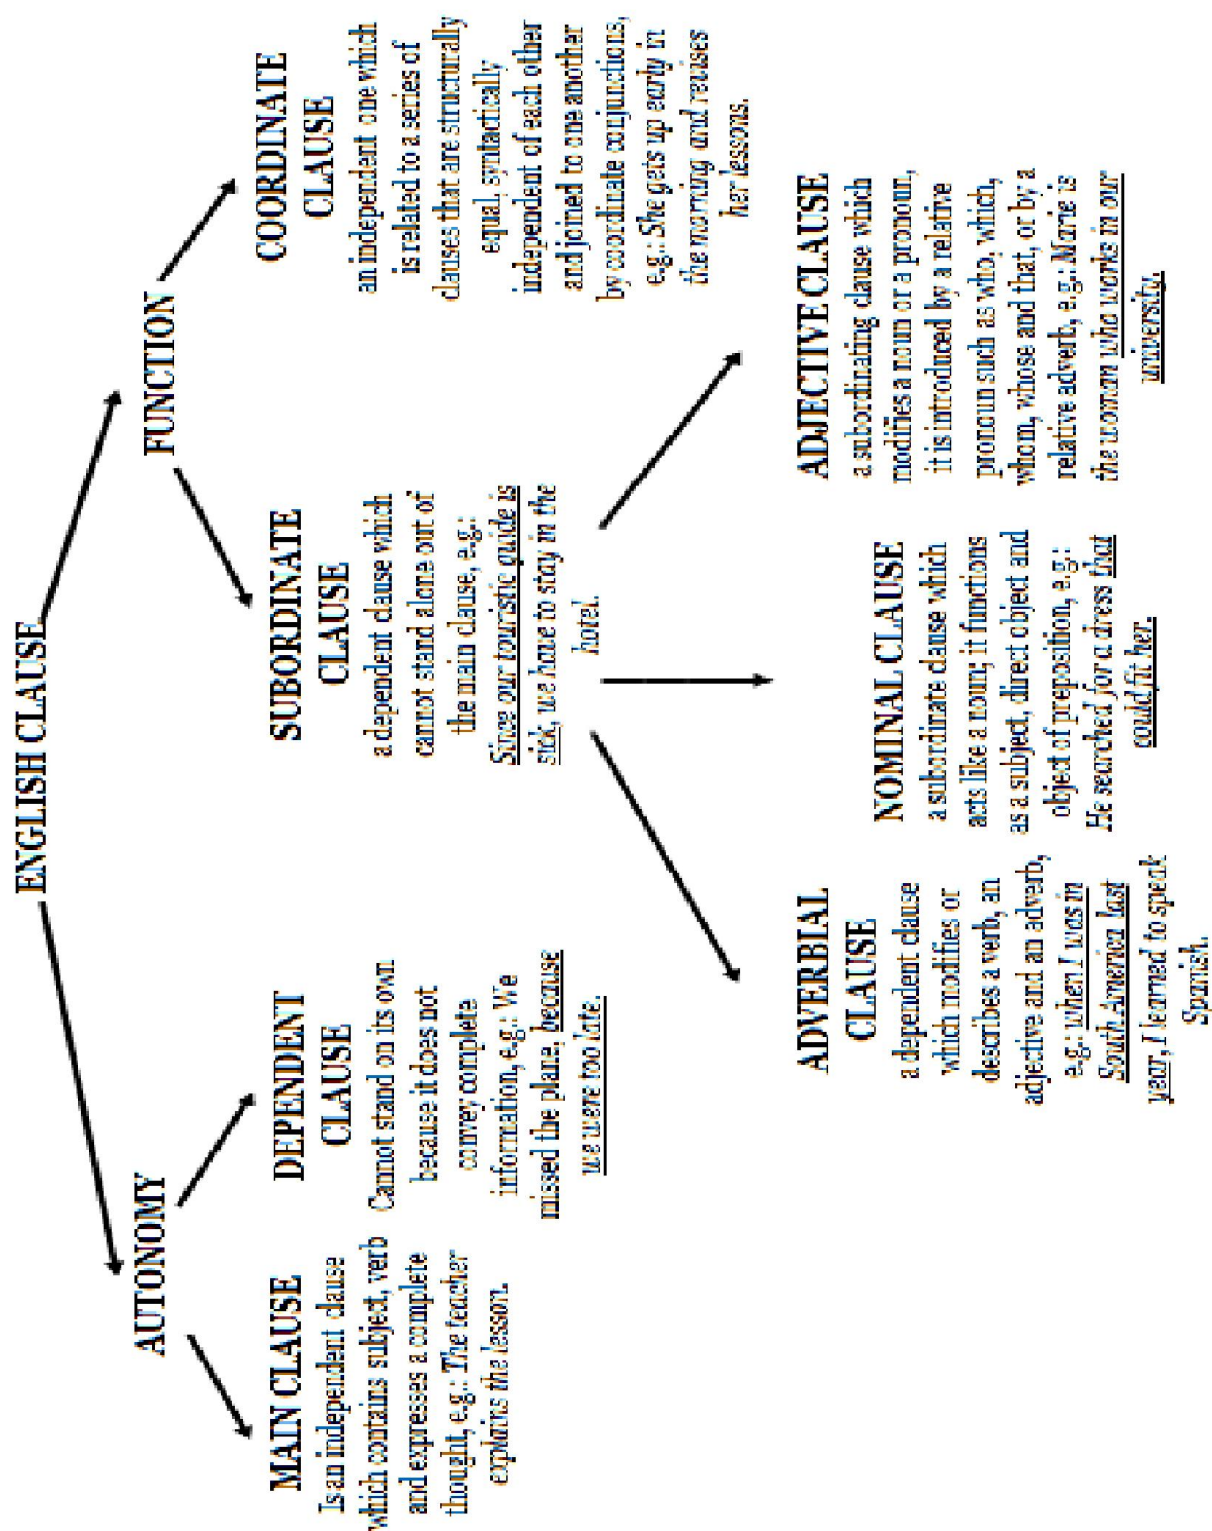 ENGLISH CLAUSE
AUTONOMY
FUNCTION
MAIN CLAUSE
Is an independent clause
which contains subject, verb
and expresses a complete
thought, e.g.: The teacher
explains the lesson.
DEPENDENT
CLAUSE
Cannot stand on its own
because it does not
convey complete
information, e.g.: We
missed the plane, because
we were too late.
SUBORDINATE
CLAUSE
a dependent clause which
cannot stand alone out of
the main clause, e.g.:
Since our touristic guide is
sick, we have to stay in the
hotel.
COORDINATE
CLAUSE
an independent one which
is related to a series of
clauses that are structurally
equal, syntactically
independent of each other
and joined to one another
by coordinate conjunctions,
e.g.: She gets up early in
the morning and revises
her lessons.
ADVERBIAL
CLAUSE
a dependent clause
which modifies or
describes a verb, an
adjective and an adverb,
e.g.: when I was in
South America last
year, I learned to speak
Spanish.
NOMINAL CLAUSE
a subordinate clause which
acts like a noun; it functions
as a subject, direct object and
object of preposition, e.g.:
He searched for a dress that
could fit her.
ADJECTIVE CLAUSE
a subordinating clause which
modifies a noun or a pronoun,
it is introduced by a relative
pronoun such as who, which,
whom, whose and that, or by a
relative adverb, e.g.: Marie is
the woman who works in our
university.